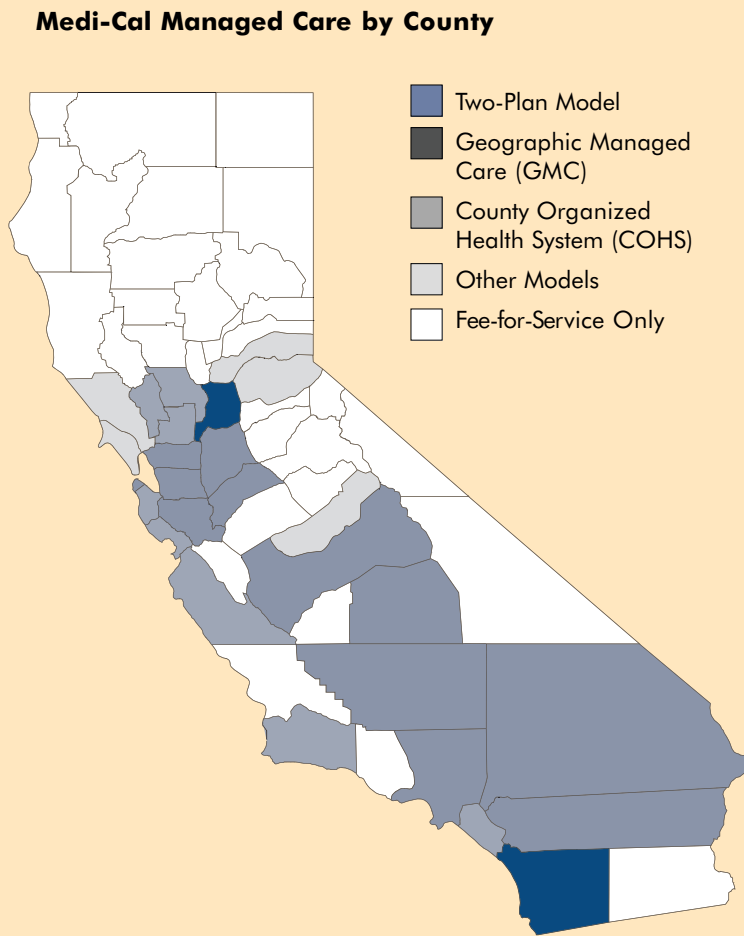 Medi-Cal Managed Care by County
Two-Plan Model
Geographic Managed
Care (GMC)
County Organized
Health System (COHS)
Other Models
Fee-for-Service Only